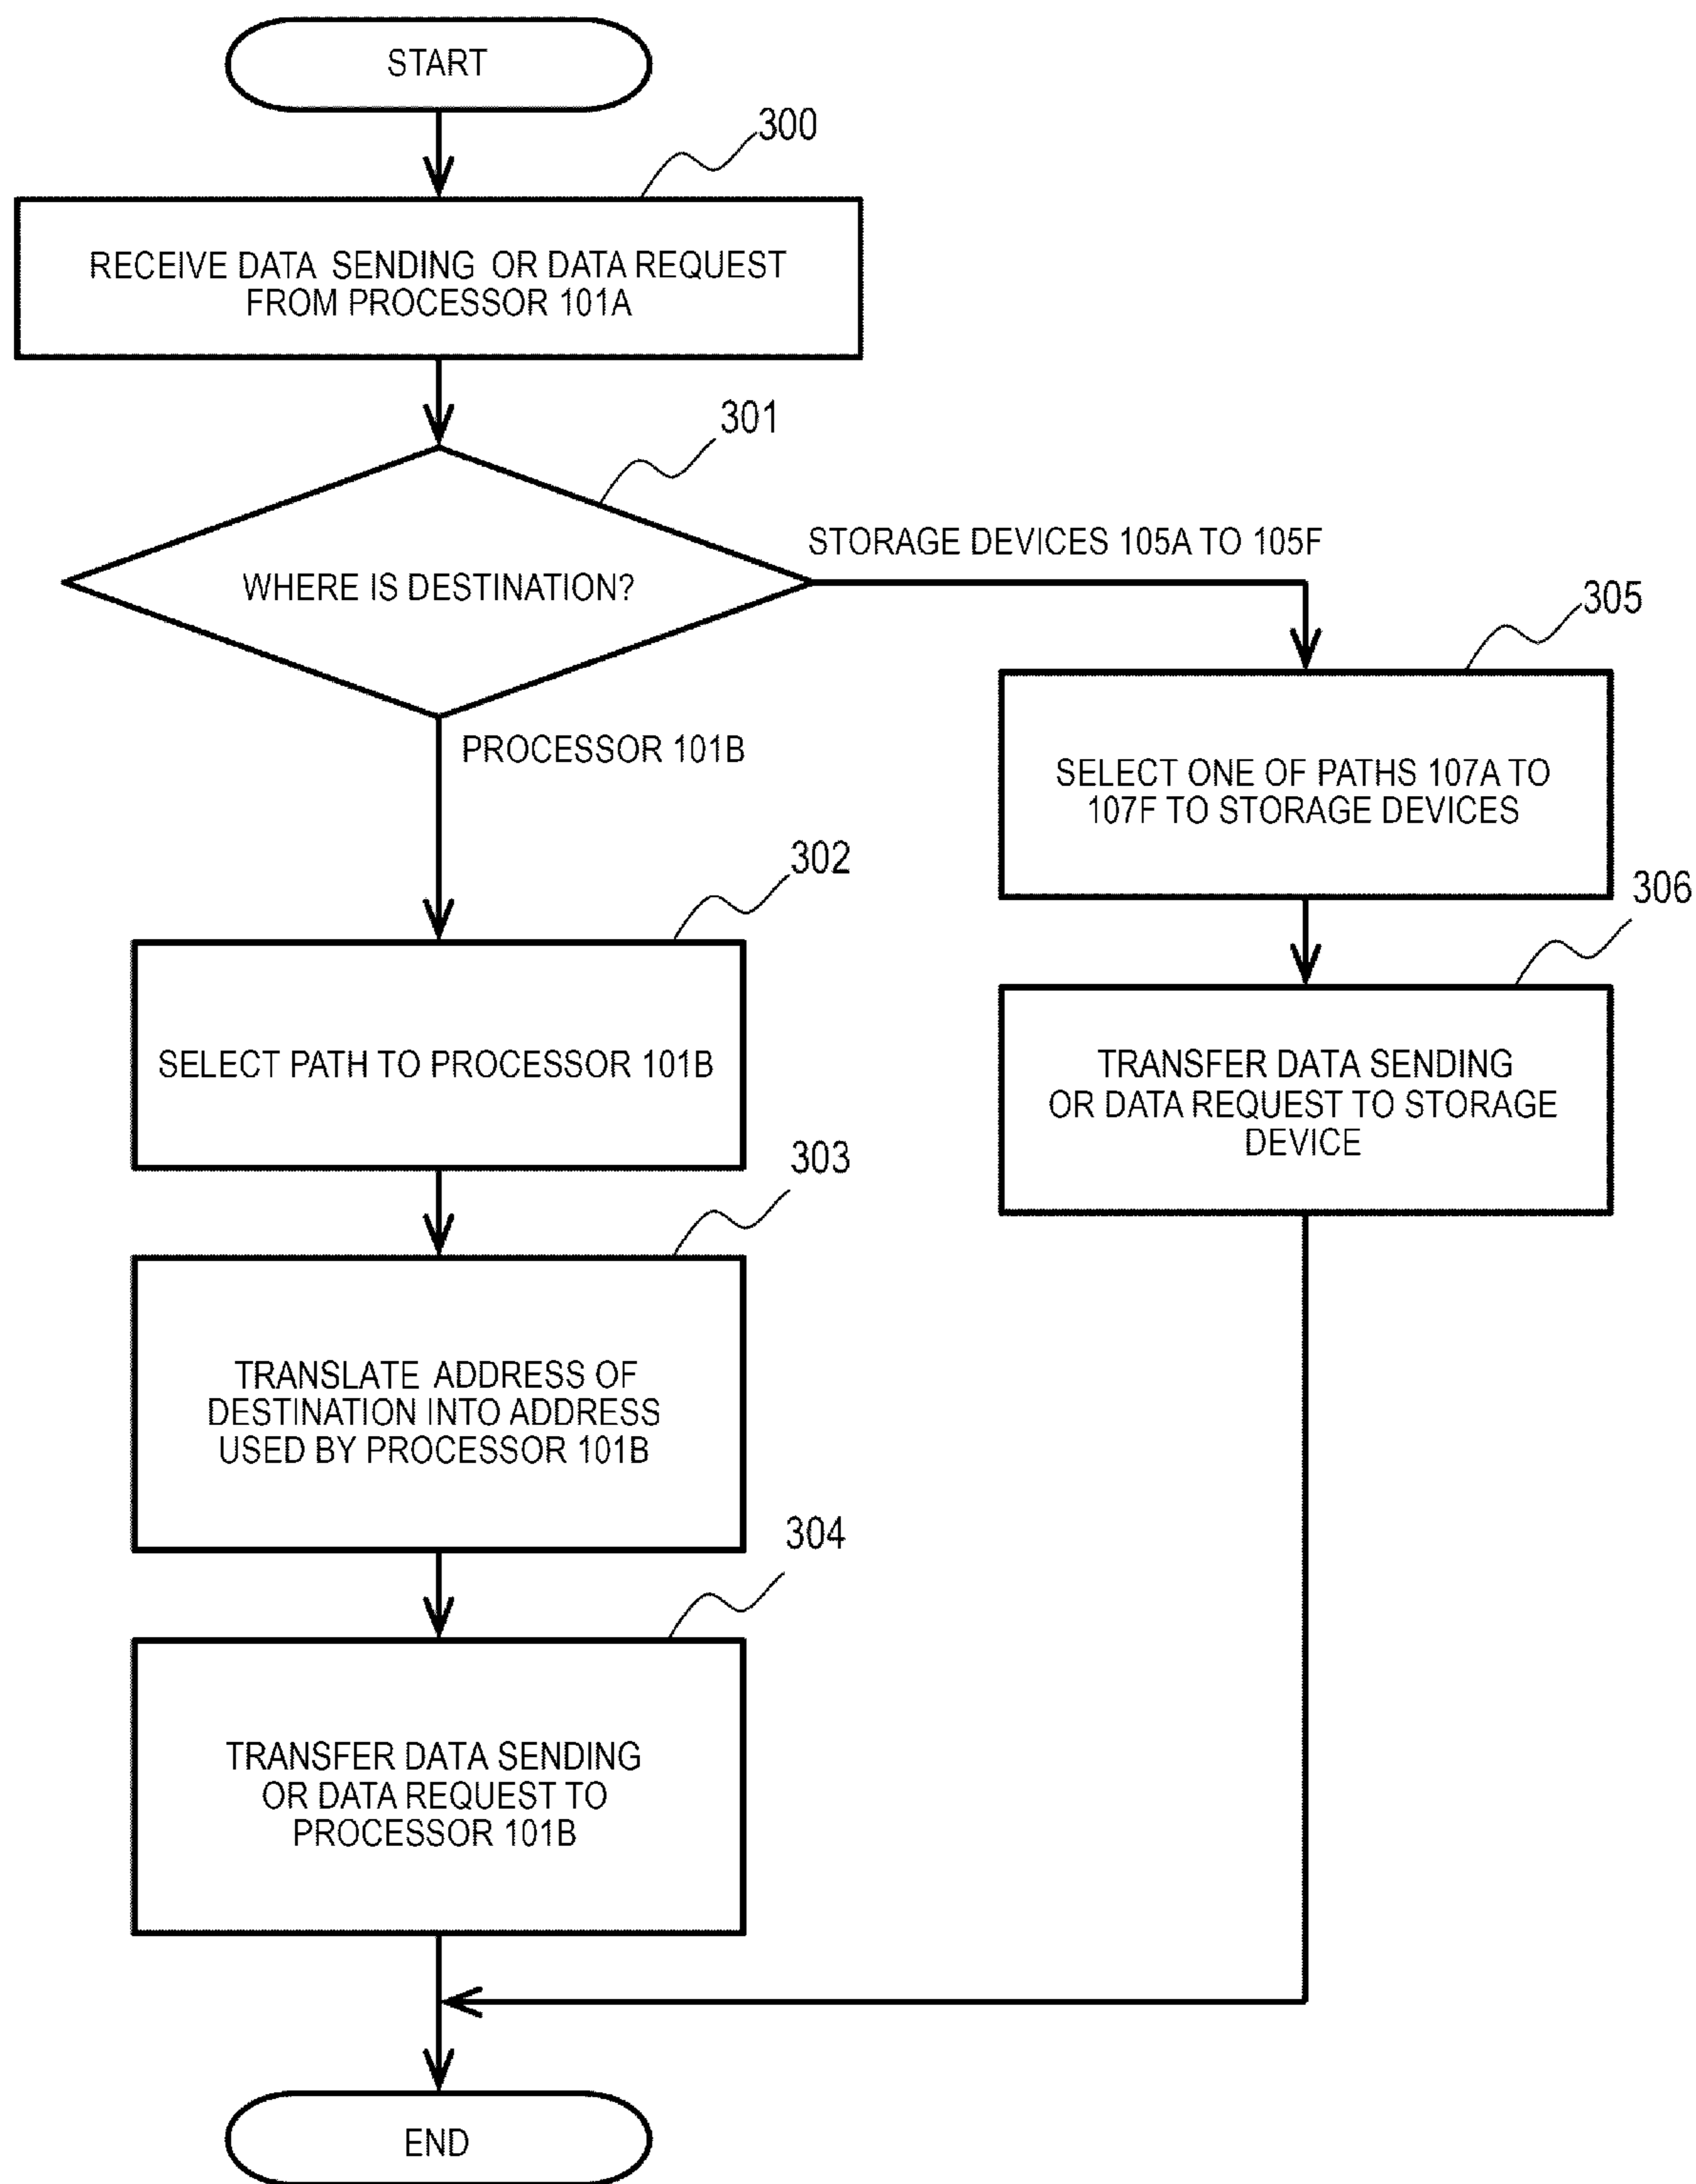 START
300
RECEIVE DATA SENDING OR DATA REQUEST
FROM PROCESSOR 101A
301
WHERE IS DESTINATION?
STORAGE DEVICES 105A TO 105F
PROCESSOR 101B
305
SELECT ONE OF PATHS 107A TO
107F TO STORAGE DEVICES
302
SELECT PATH TO PROCESSOR 101B
306
TRANSFER DATA SENDING
OR DATA REQUEST TO STORAGE
DEVICE
303
TRANSLATE ADDRESS OF
DESTINATION INTO ADDRESS
USED BY PROCESSOR 101B
304
TRANSFER DATA SENDING
OR DATA REQUEST TO
PROCESSOR 101B
END